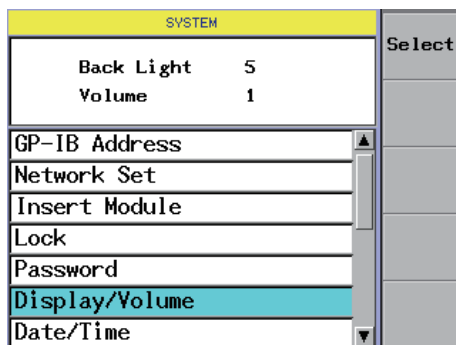 SYSTEM
Select
Back Light 5
Volume 1
GP-IB Address
Network Set
Insert Module
Lock
Password
Display/Volume
Date/Time